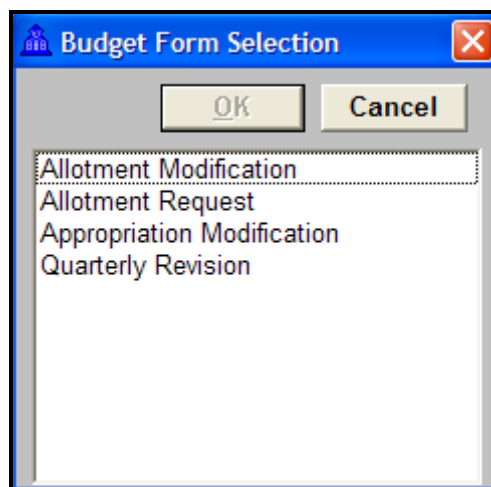 Budget Form Selection
OK Cancel
Allotment Modification
Allotment Request
Appropriation Modification
Quarterly Revision